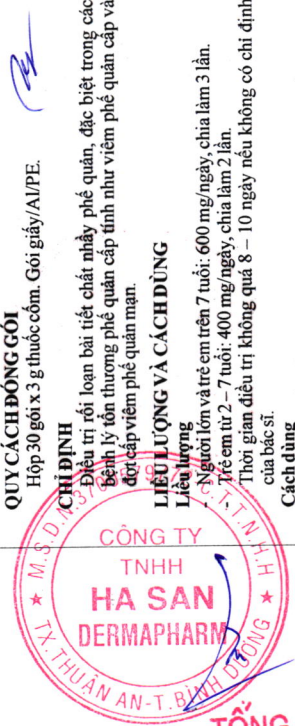 QUY CÁCH ĐÓNG GÓI
Hộp 30 gói x 3 g thuốc cốm. Gói giấy/Al/PE.
CHỈ ĐỊNH
Điều trị rối loạn bài tiết chất nhầy phế quản, đặc biệt trong các
bệnh lý tổn thương phế quản cấp tính như viêm phế quản cấp và
đợt cấp viêm phế quản mạn.
LIỀU LƯỢNG VÀ CÁCH DÙNG
Liều lượng
- Người lớn và trẻ em trên 7 tuổi: 600 mg/ngày, chia làm 3 lần.
- Trẻ em từ 2 – 7 tuổi: 400 mg/ngày, chia làm 2 lần.
Thời gian điều trị không quá 8 – 10 ngày nếu không có chỉ định
của bác sĩ.
Cách dùng
CÔNG TY
TNHH
HA SAN
DERMAPHARM
TX.THUẬN AN-T.BÌNH DƯƠNG
TỔNG